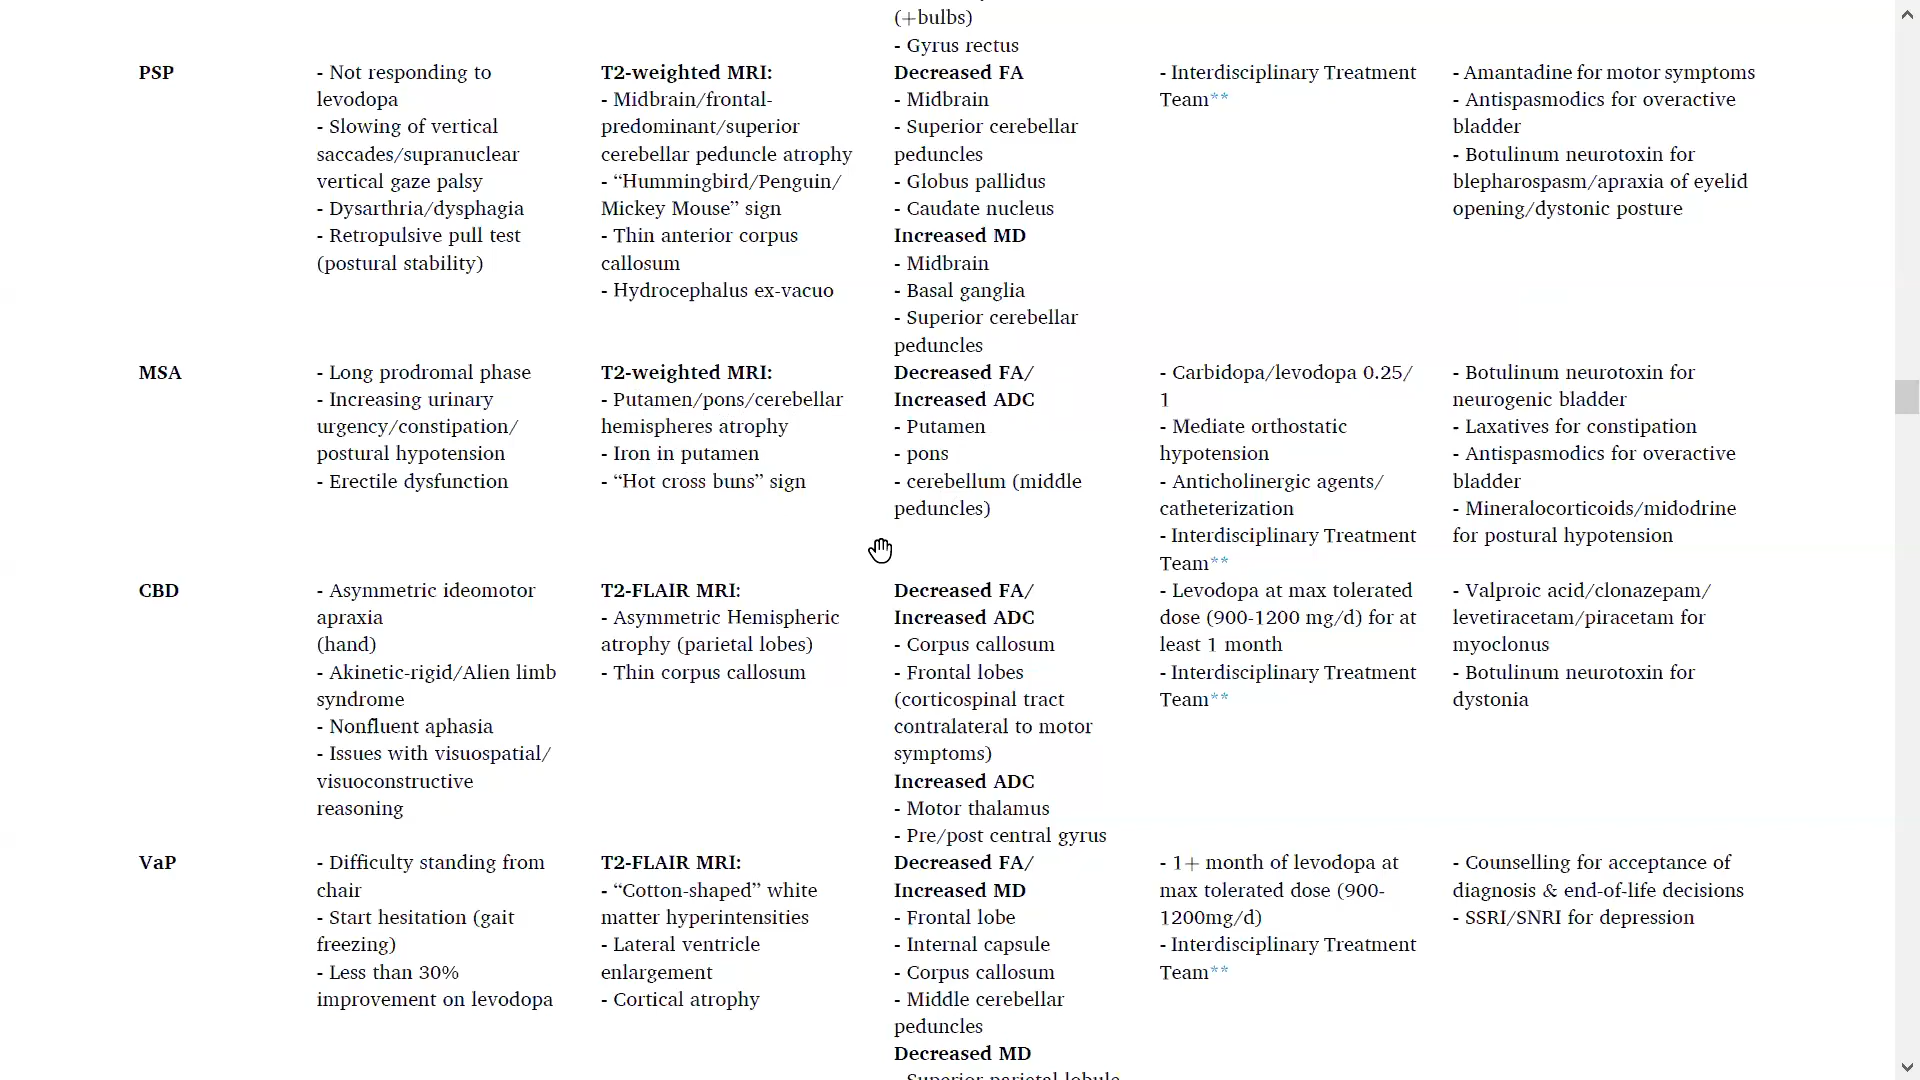 (+bulbs)
- Gyrus rectus
PSP
- Not responding to
levodopa
- Slowing of vertical
saccades/supranuclear
vertical gaze palsy
- Dysarthria/dysphagia
- Retropulsive pull test
(postural stability)
T2-weighted MRI:
- Midbrain/frontal-
predominant/superior
cerebellar peduncle atrophy
- “Hummingbird/Penguin/
Mickey Mouse” sign
- Thin anterior corpus
callosum
- Hydrocephalus ex-vacuo
Decreased FA
- Midbrain
- Superior cerebellar
peduncles
- Globus pallidus
- Caudate nucleus
Increased MD
- Midbrain
- Basal ganglia
- Superior cerebellar
peduncles
- Interdisciplinary Treatment
Team**
- Amantadine for motor symptoms
- Antispasmodics for overactive
bladder
- Botulinum neurotoxin for
blepharospasm/apraxia of eyelid
opening/dystonic posture
MSA
- Long prodromal phase
- Increasing urinary
urgency/constipation/
postural hypotension
- Erectile dysfunction
T2-weighted MRI:
- Putamen/pons/cerebellar
hemispheres atrophy
- Iron in putamen
- “Hot cross buns” sign
Decreased FA/
Increased ADC
- Putamen
- pons
- cerebellum (middle
peduncles)
- Carbidopa/levodopa 0.25/
1
- Mediate orthostatic
hypotension
- Anticholinergic agents/
catheterization
- Interdisciplinary Treatment
Team**
- Botulinum neurotoxin for
neurogenic bladder
- Laxatives for constipation
- Antispasmodics for overactive
bladder
- Mineralocorticoids/midodrine
for postural hypotension
CBD
- Asymmetric ideomotor
apraxia
(hand)
- Akinetic-rigid/Alien limb
syndrome
- Nonfluent aphasia
- Issues with visuospatial/
visuoconstructive
reasoning
T2-FLAIR MRI:
- Asymmetric Hemispheric
atrophy (parietal lobes)
- Thin corpus callosum
Decreased FA/
Increased ADC
- Corpus callosum
- Frontal lobes
(corticospinal tract
contralateral to motor
symptoms)
Increased ADC
- Motor thalamus
- Pre/post central gyrus
- Levodopa at max tolerated
dose (900-1200 mg/d) for at
least 1 month
- Interdisciplinary Treatment
Team**
- Valproic acid/clonazepam/
levetiracetam/piracetam for
myoclonus
- Botulinum neurotoxin for
dystonia
VaP
- Difficulty standing from
chair
- Start hesitation (gait
freezing)
- Less than 30%
improvement on levodopa
T2-FLAIR MRI:
- “Cotton-shaped” white
matter hyperintensities
- Lateral ventricle
enlargement
- Cortical atrophy
Decreased FA/
Increased MD
- Frontal lobe
- Internal capsule
- Corpus callosum
- Middle cerebellar
peduncles
Decreased MD
- Superior parietal lobule
- 1+ month of levodopa at
max tolerated dose (900-
1200mg/d)
- Interdisciplinary Treatment
Team**
- Counselling for acceptance of
diagnosis & end-of-life decisions
- SSRI/SNRI for depression